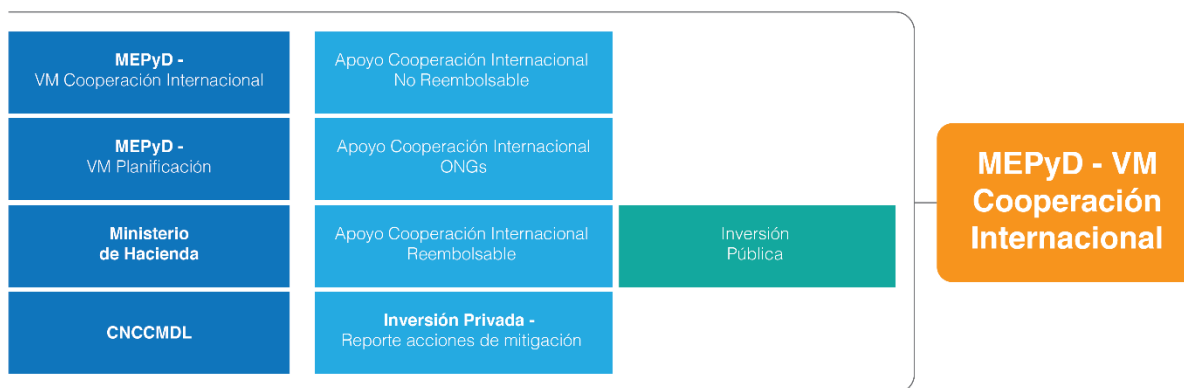 MEPyD -
VM Cooperación Internacional
Apoyo Cooperación Internacional
No Reembolsable
MEPyD -
VM Planificación
Apoyo Cooperación Internacional
ONGs
Ministerio
de Hacienda
Apoyo Cooperación Internacional
Reembolsable
Inversión
Pública
CNCCMDL
Inversión Privada -
Reporte acciones de mitigación
MEPyD - VM
Cooperación
Internacional